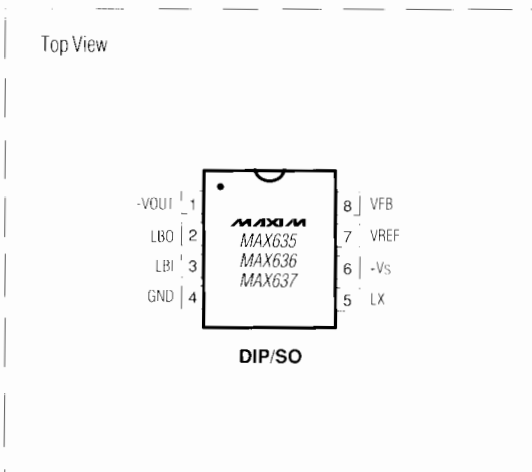 Top View
-VOUT 1
LBO 2
LBI 3
GND 4
MAXIM
MAX635
MAX636
MAX637
8 VFB
7 VREF
6 -Vs
5 LX
DIP/SO